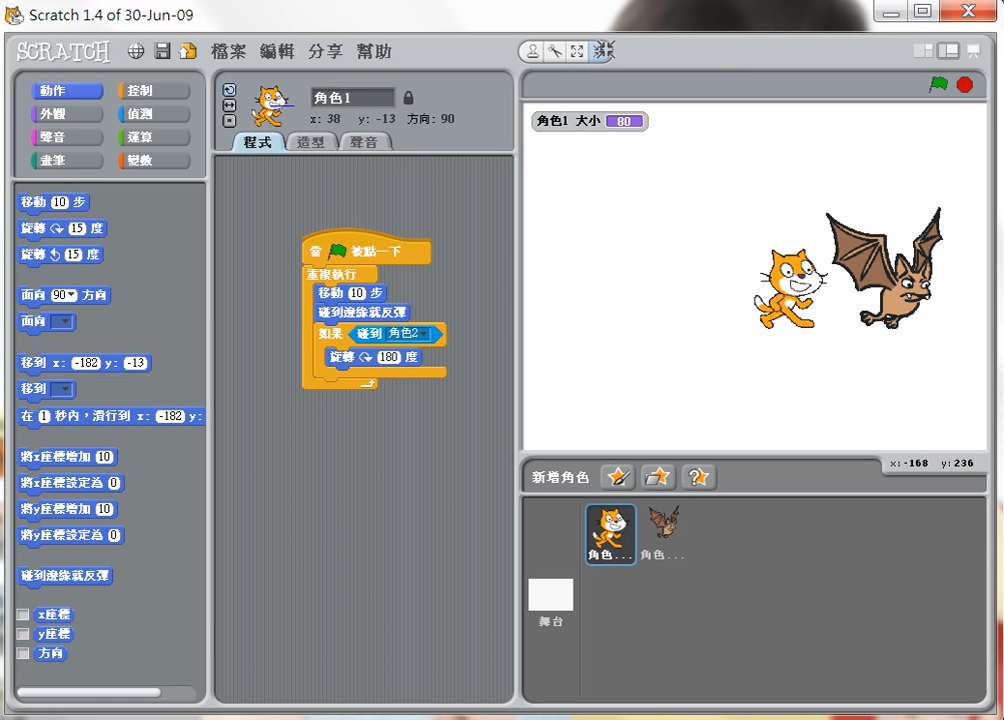 Scratch 1.4 of 30-Jun-09
SCRATCH 檔案 編輯 分享 幫助
動作 控制
外觀 偵測
聲音 運算
畫筆 變數
移動 10 步
旋轉 15 度
旋轉 15 度
面向 90 方向
面向
移到 x: -182 y: -13
移到
在 1 秒內，滑行到 x: -182 y:
將x座標增加 10
將x座標設定為 0
將y座標增加 10
將y座標設定為 0
碰到邊緣就反彈
x座標
y座標
方向
角色1
x: 38 y: -13 方向: 90
程式 造型 聲音
當 被點一下
重複執行
移動 10 步
碰到邊緣就反彈
如果 碰到 角色2
旋轉 180 度
角色1 大小 80
x: -168 y: 236
新增角色
角色... 角色...
舞台